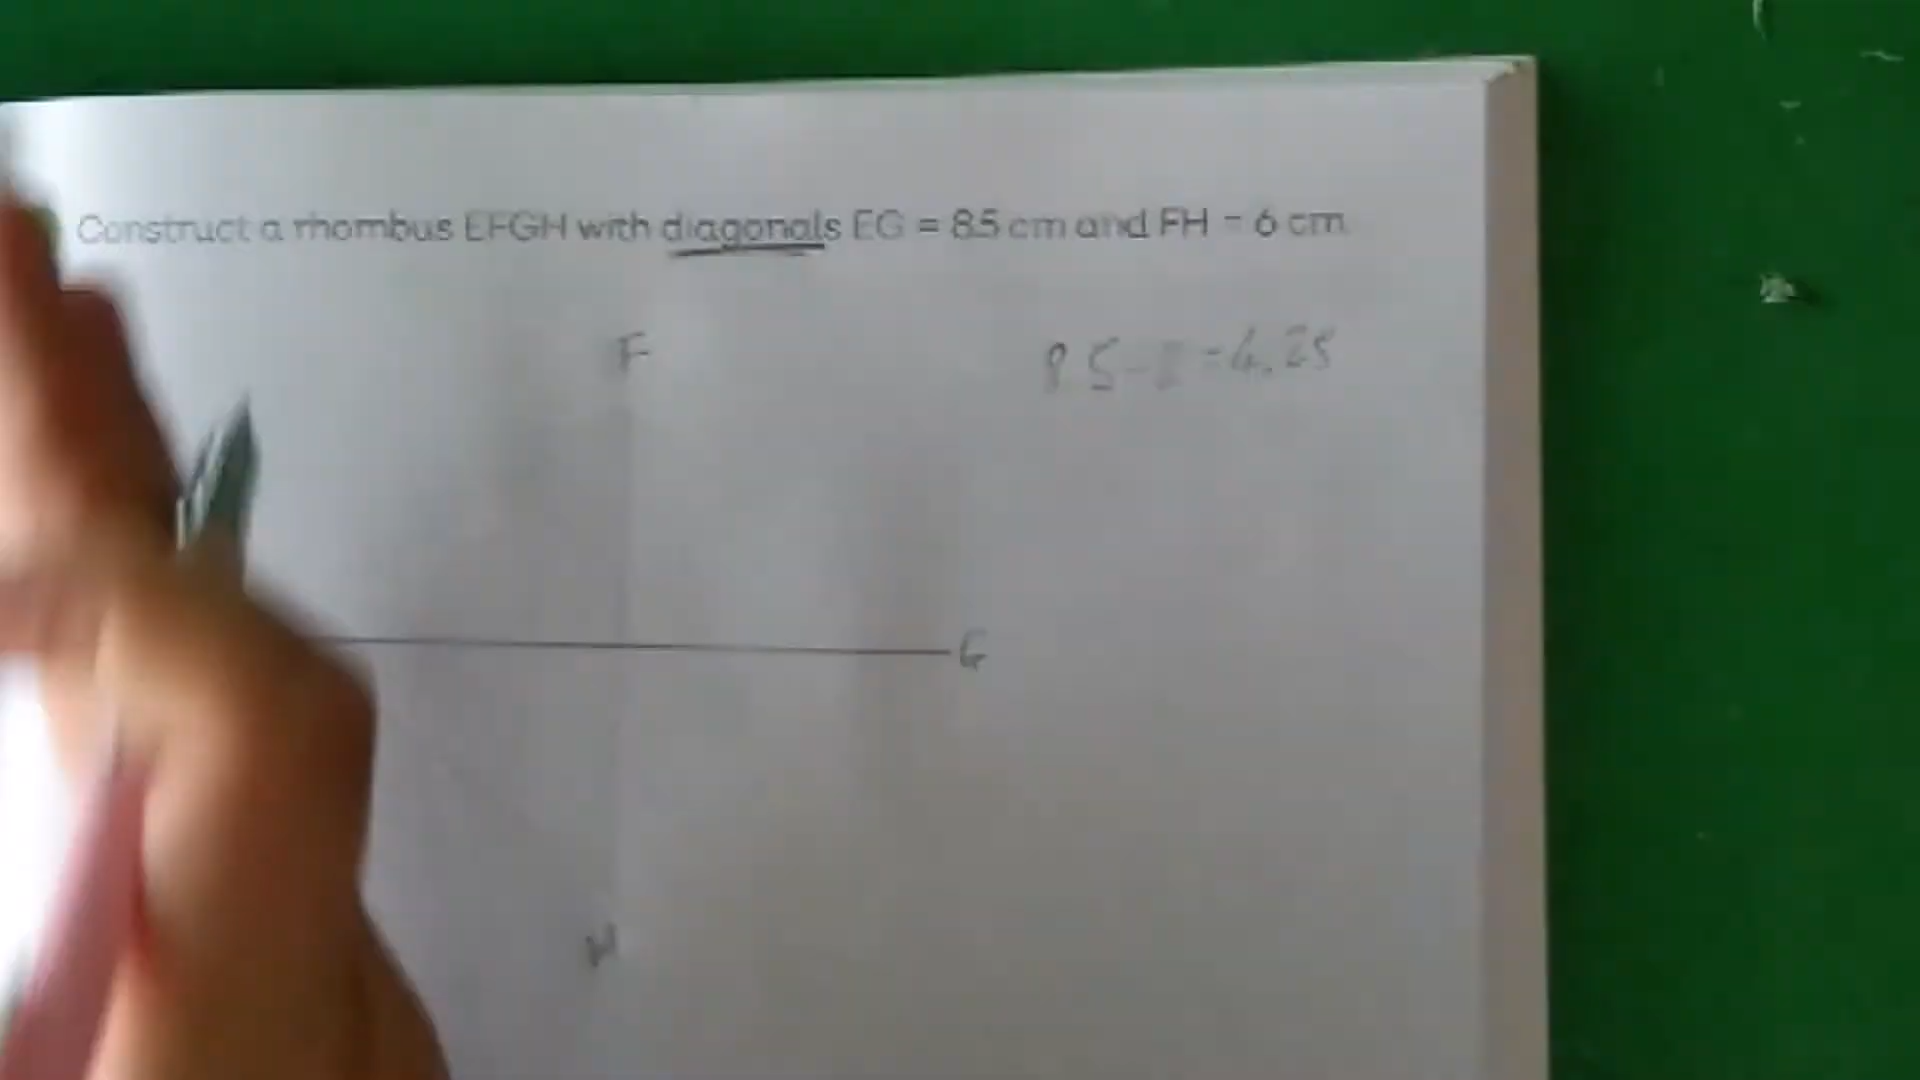 Construct a rhombus EFGH with diagonals EG = 8.5 cm and FH = 6 cm
F
8.5 ÷ 2 = 4.25
G
H